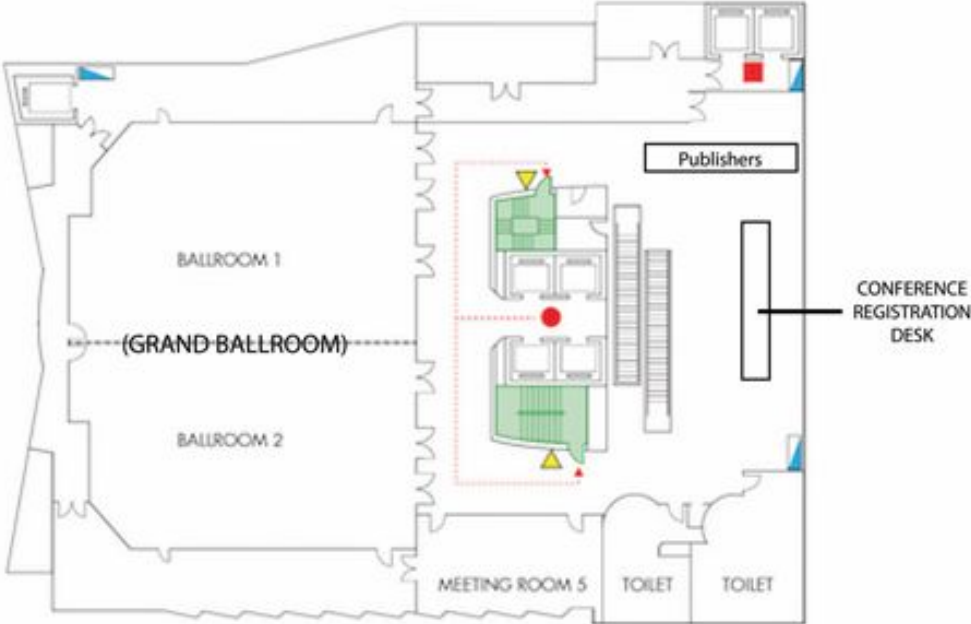 Publishers
BALLROOM 1
CONFERENCE
REGISTRATION
DESK
(GRAND BALLROOM)
BALLROOM 2
MEETING ROOM 5
TOILET
TOILET